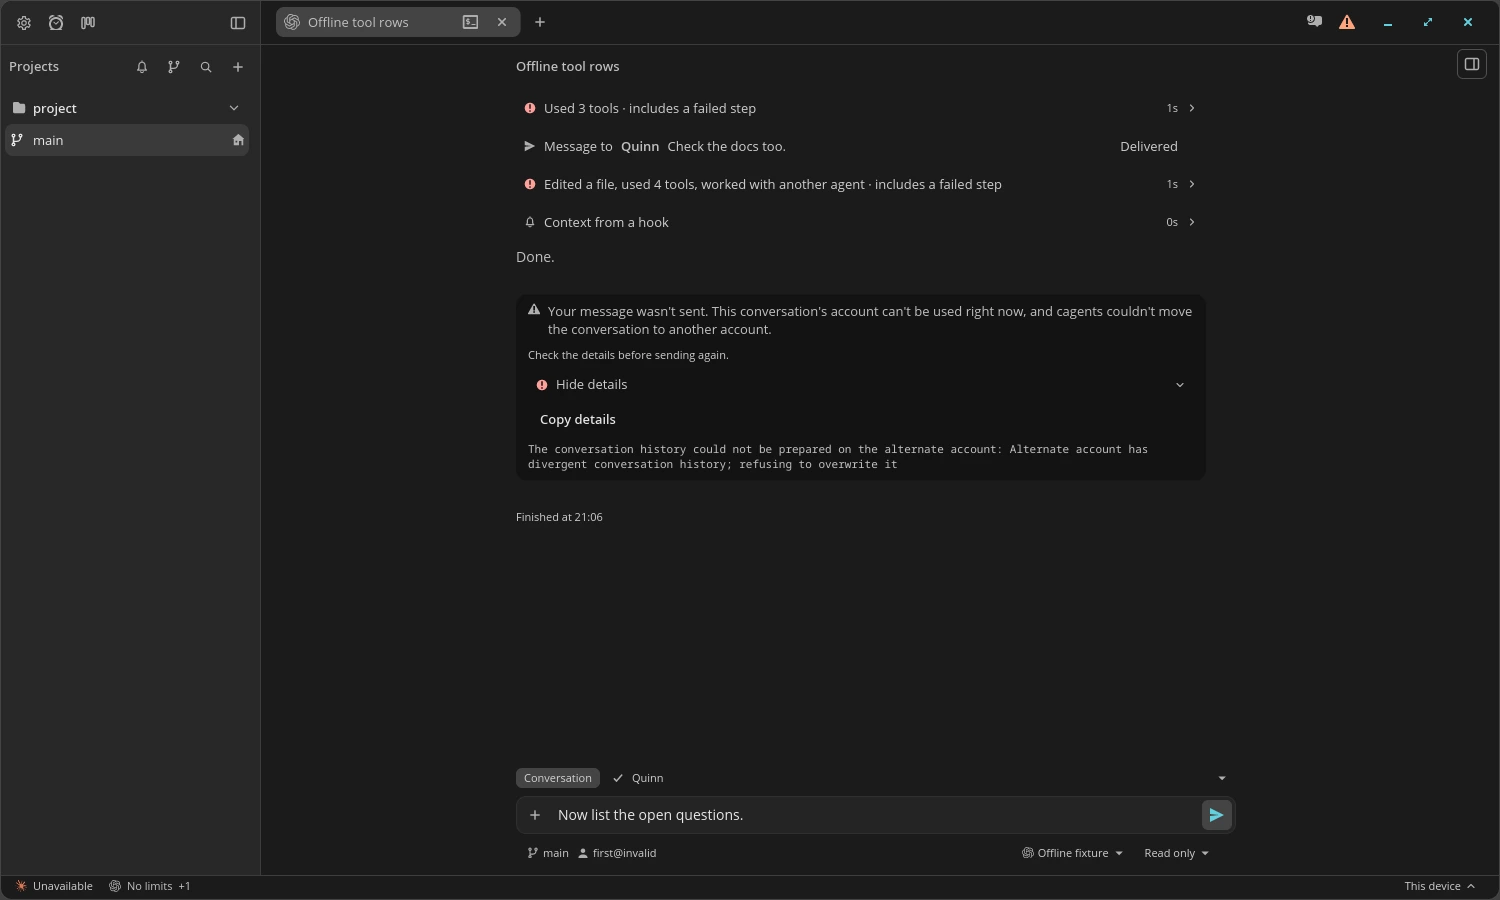 Offline tool rows
Projects
Offline tool rows
project
Used 3 tools · includes a failed step 1s
main
Message to Quinn Check the docs too. Delivered
Edited a file, used 4 tools, worked with another agent · includes a failed step 1s
Context from a hook 0s
Done.
Your message wasn't sent. This conversation's account can't be used right now, and cagents couldn't move
the conversation to another account.
Check the details before sending again.
Hide details
Copy details
The conversation history could not be prepared on the alternate account: Alternate account has
divergent conversation history; refusing to overwrite it
Finished at 21:06
Conversation Quinn
Now list the open questions.
main first@invalid Offline fixture Read only
Unavailable No limits +1 This device